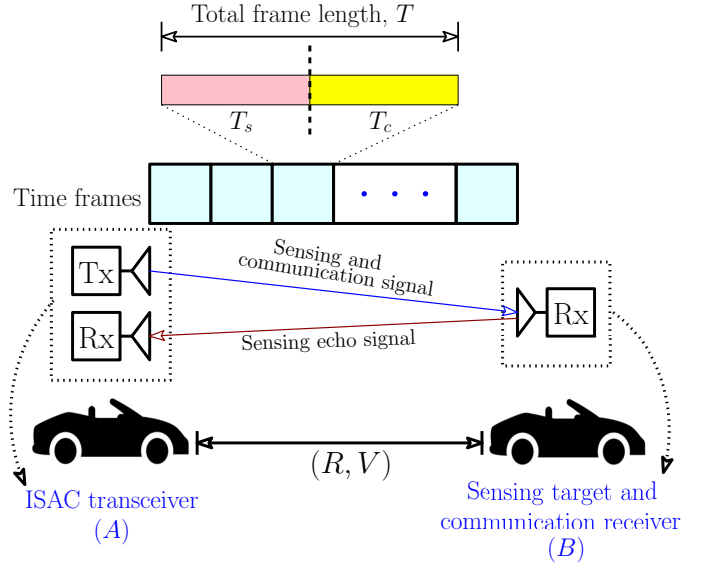 Total frame length, T
T_s
T_c
Time frames
Tx
Rx
Sensing and
communication signal
Sensing echo signal
Rx
(R, V)
ISAC transceiver
(A)
Sensing target and
communication receiver
(B)